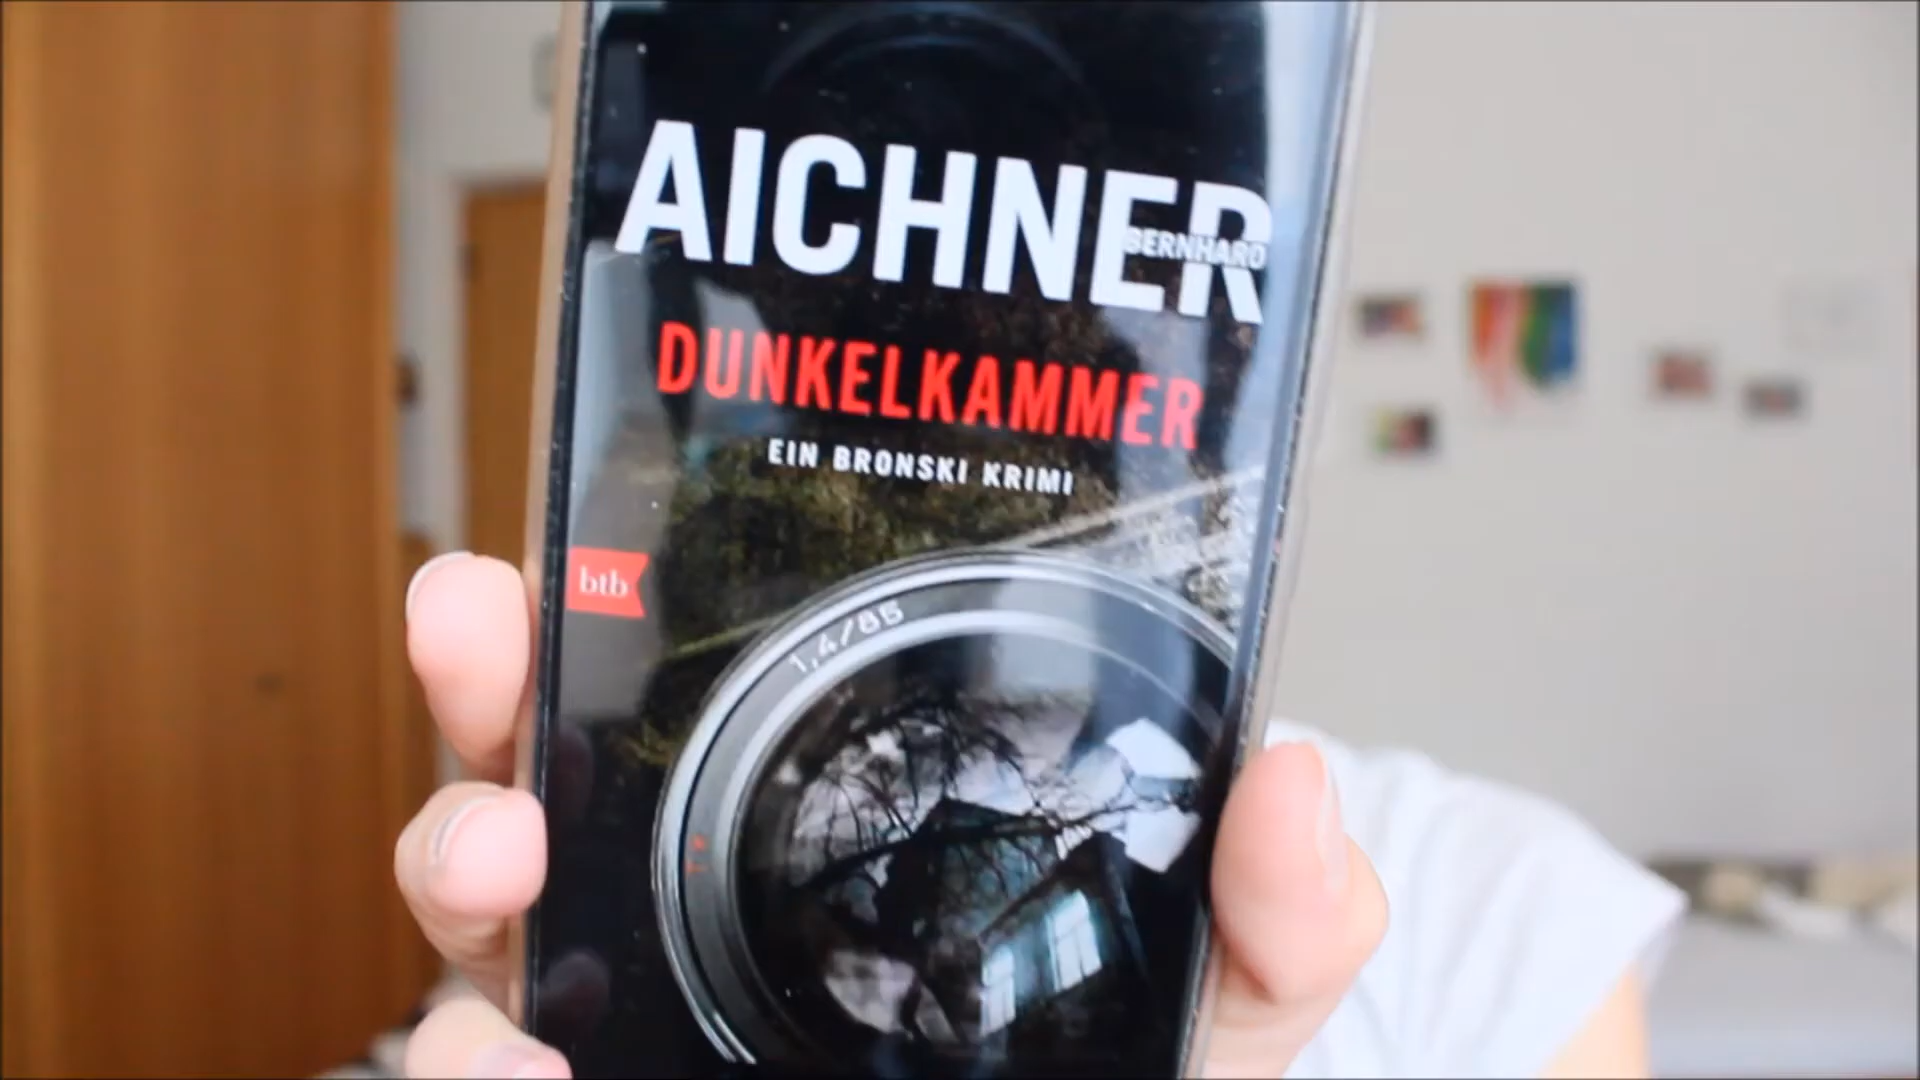 AICHNER
BERNHARD
DUNKELKAMMER
EIN BRONSKI KRIMI
btb
1,4/85